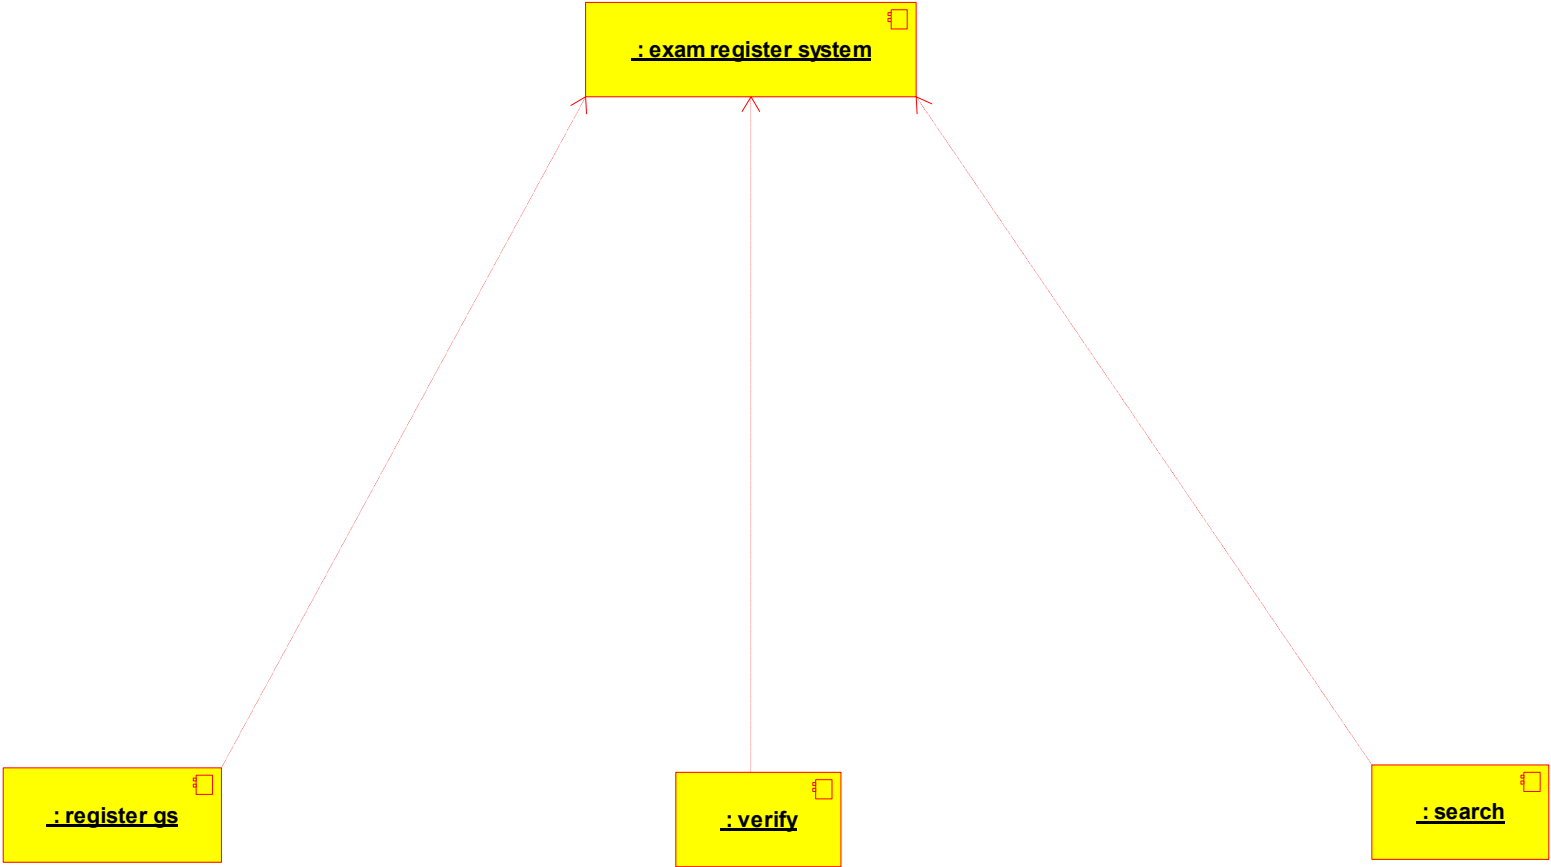 : exam register system
: register gs
: verify
: search